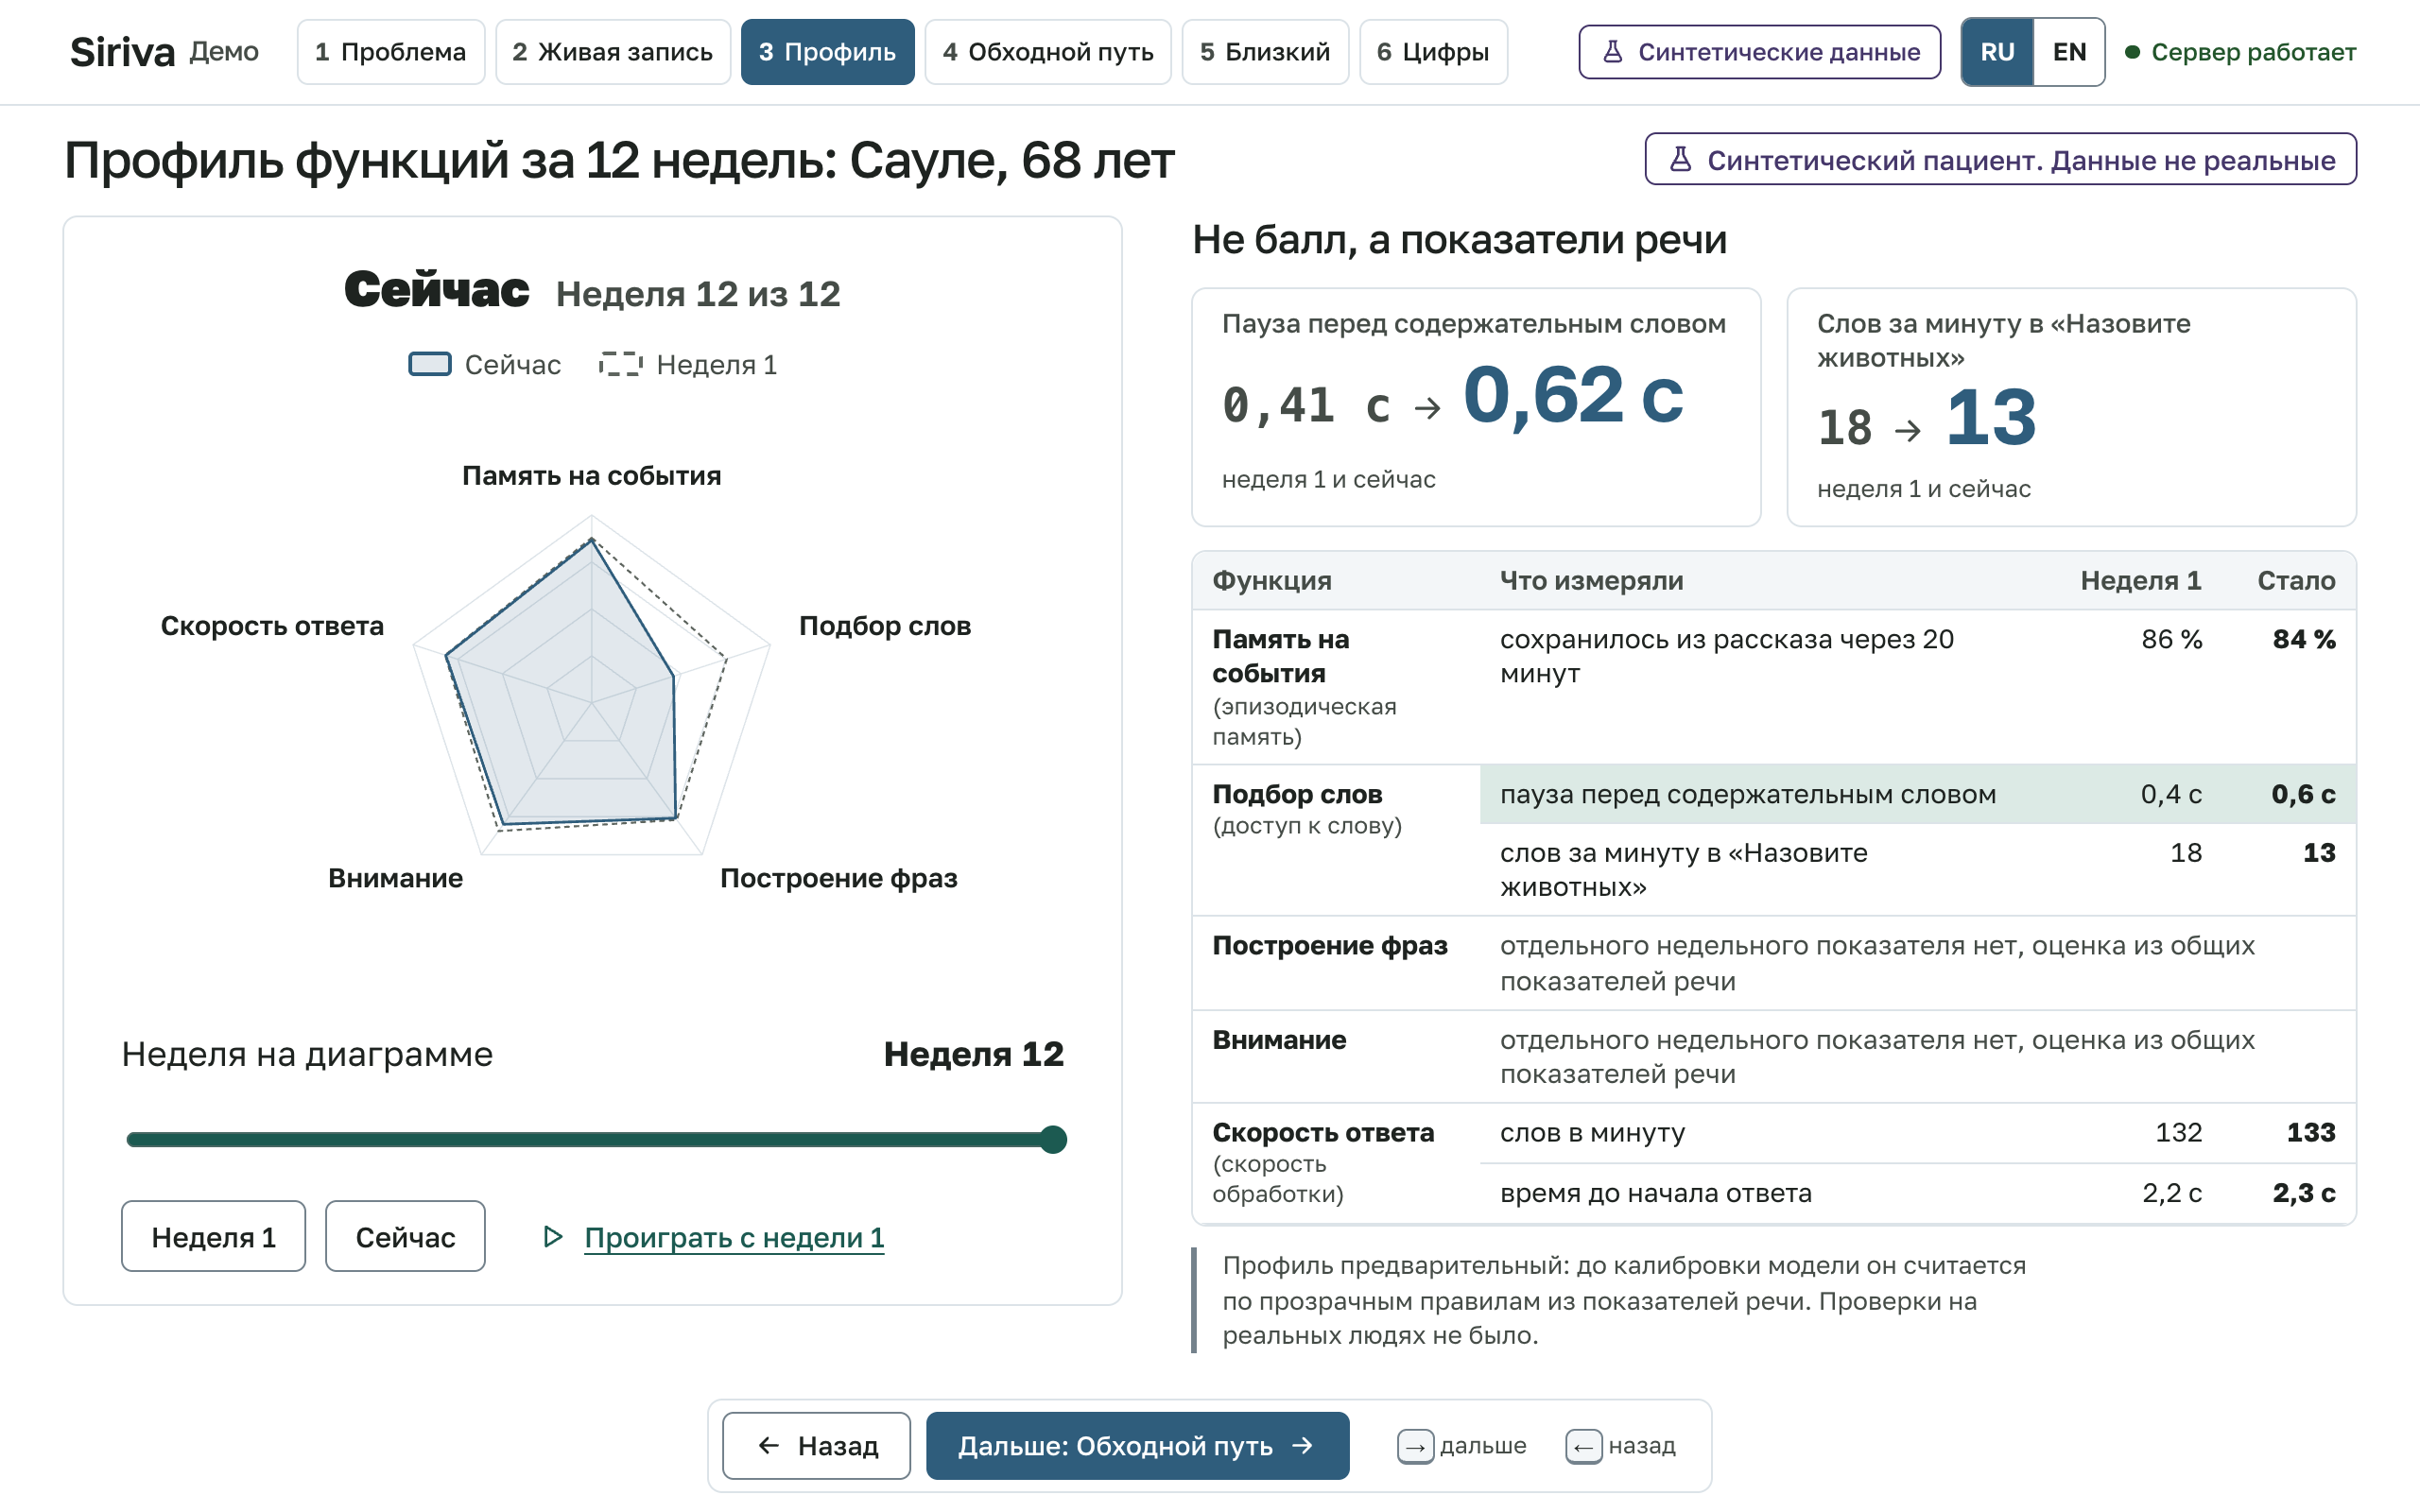 Siriva Демо
1 Проблема
2 Живая запись
3 Профиль
4 Обходной путь
5 Близкий
6 Цифры
Синтетические данные
RU
EN
Сервер работает
Профиль функций за 12 недель: Сауле, 68 лет
Синтетический пациент. Данные не реальные
Сейчас Неделя 12 из 12
Сейчас
Неделя 1
Память на события
Скорость ответа
Подбор слов
Внимание
Построение фраз
Неделя на диаграмме
Неделя 12
Неделя 1
Сейчас
Проиграть с недели 1
Не балл, а показатели речи
Пауза перед содержательным словом
0,41 с → 0,62 с
неделя 1 и сейчас
Слов за минуту в «Назовите
животных»
18 → 13
неделя 1 и сейчас
Функция Что измеряли Неделя 1 Стало
Память на
события
(эпизодическая
память)
сохранилось из рассказа через 20
минут
86 % 84 %
Подбор слов
(доступ к слову)
пауза перед содержательным словом 0,4 с 0,6 с
слов за минуту в «Назовите
животных»
18 13
Построение фраз
отдельного недельного показателя нет, оценка из общих
показателей речи
Внимание
отдельного недельного показателя нет, оценка из общих
показателей речи
Скорость ответа
(скорость
обработки)
слов в минуту 132 133
время до начала ответа 2,2 с 2,3 с
Профиль предварительный: до калибровки модели он считается
по прозрачным правилам из показателей речи. Проверки на
реальных людях не было.
← Назад
Дальше: Обходной путь →
→ дальше
← назад